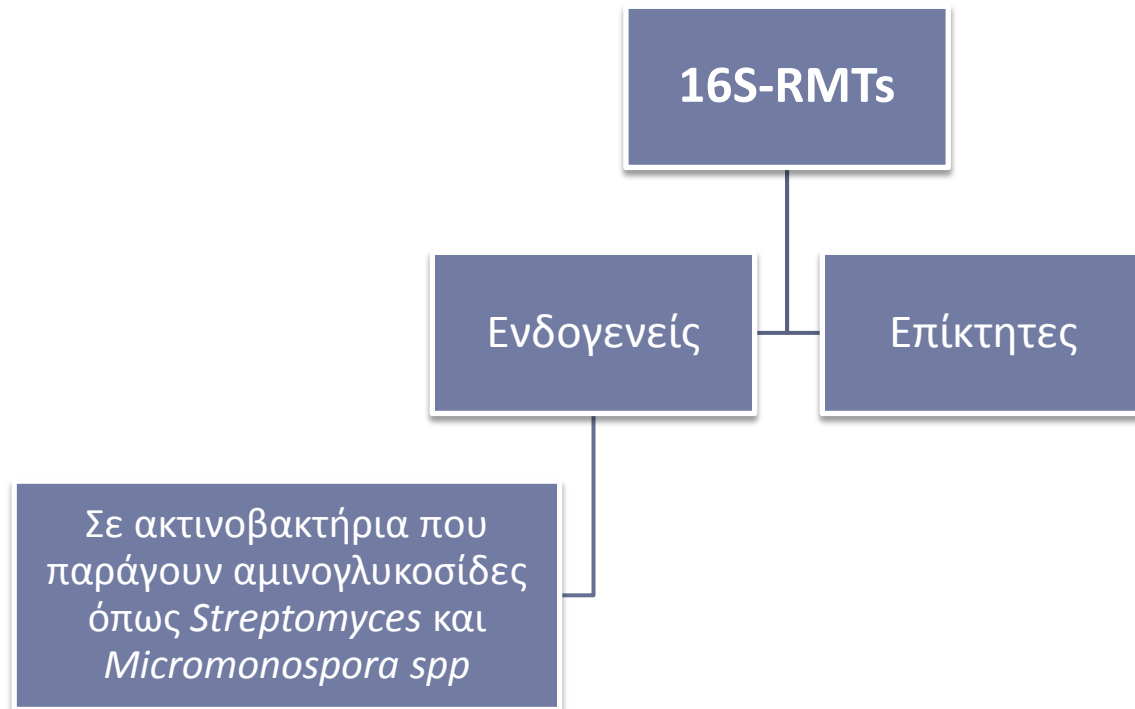 16S-RMTs
Ενδογενείς
Επίκτητες
Σε ακτινοβακτήρια που
παράγουν αμινογλυκοσίδες
όπως Streptomyces και
Micromonospora spp